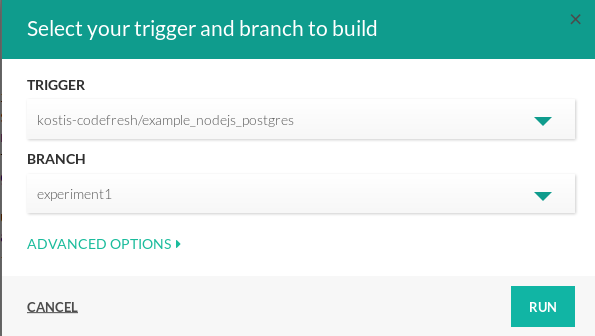 Select your trigger and branch to build
TRIGGER
kostis-codefresh/example_nodejs_postgres
BRANCH
experiment1
ADVANCED OPTIONS
CANCEL
RUN